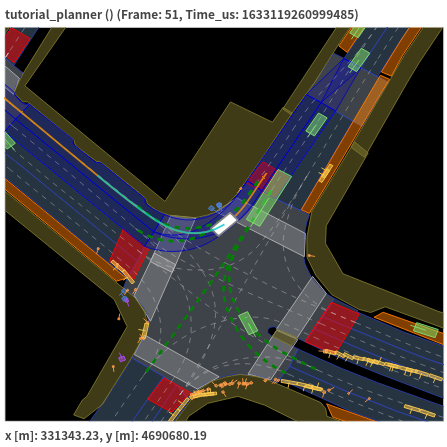 tutorial_planner () (Frame: 51, Time_us: 1633119260999485)
x [m]: 331343.23, y [m]: 4690680.19